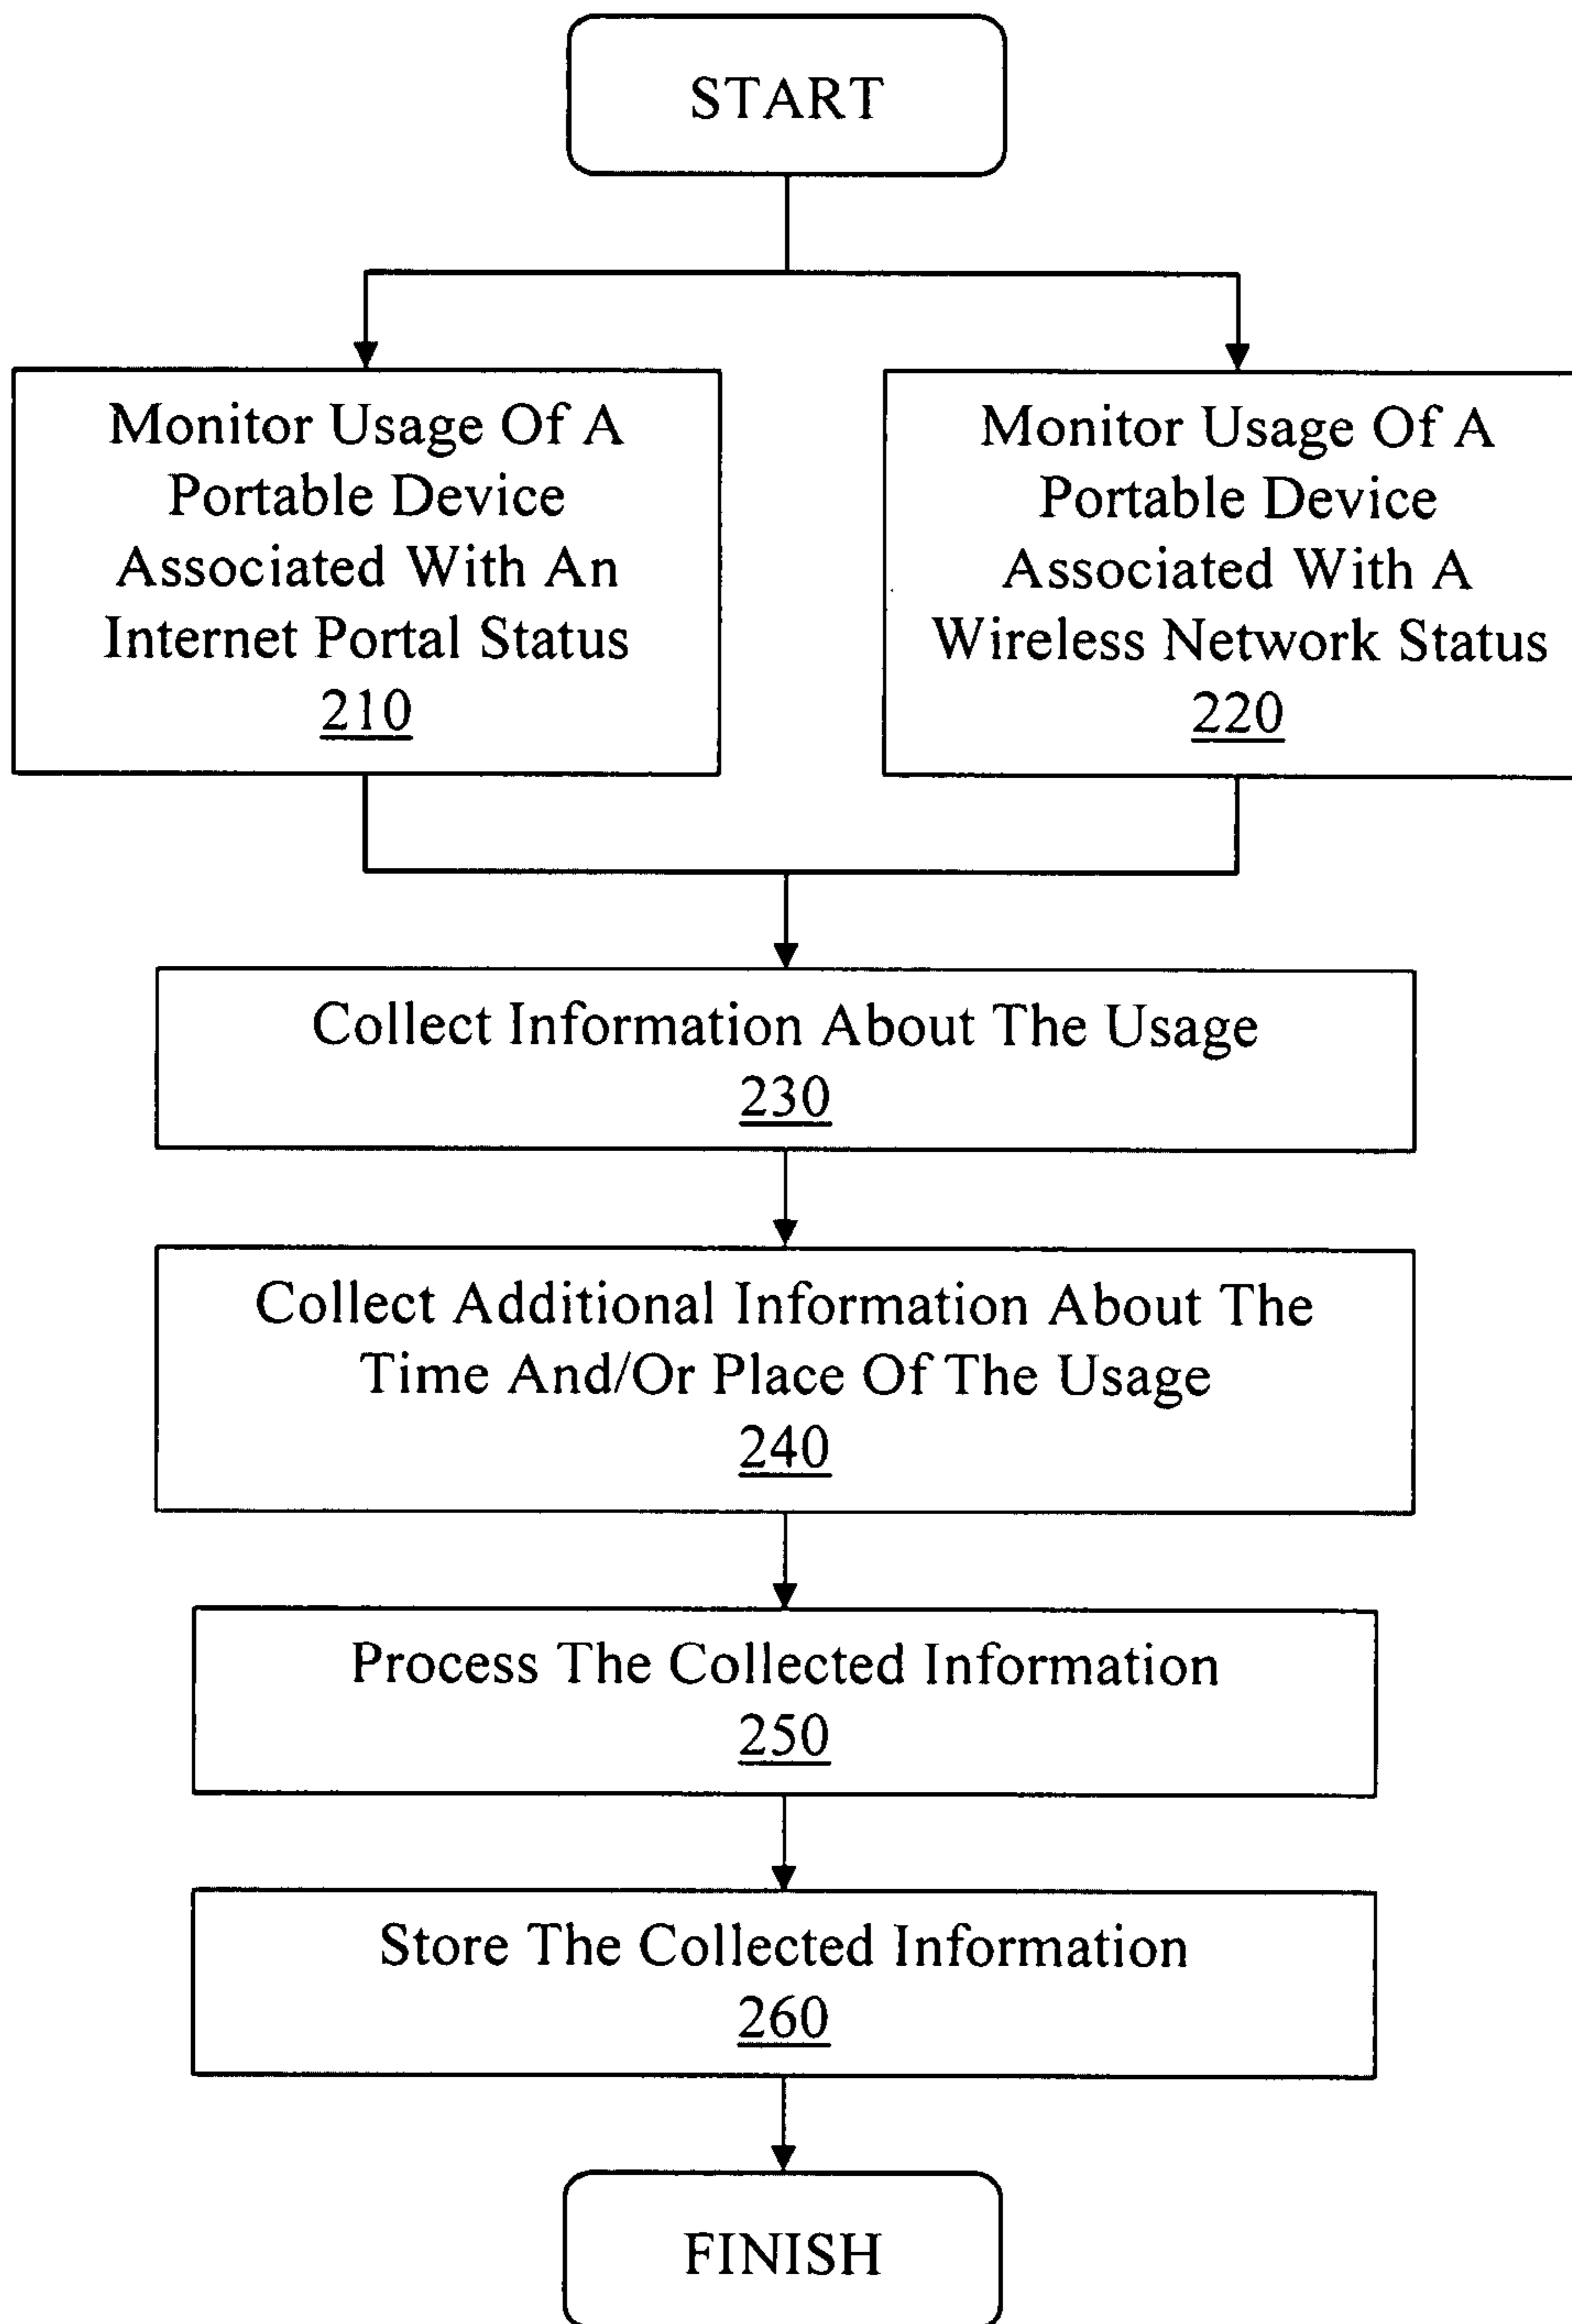 START
Monitor Usage Of A
Portable Device
Associated With An
Internet Portal Status
210
Monitor Usage Of A
Portable Device
Associated With A
Wireless Network Status
220
Collect Information About The Usage
230
Collect Additional Information About The
Time And/Or Place Of The Usage
240
Process The Collected Information
250
Store The Collected Information
260
FINISH